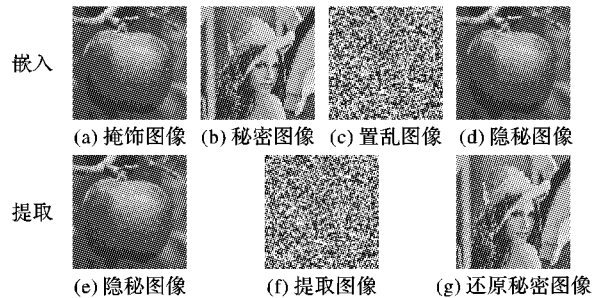 嵌入
(a) 掩饰图像 (b) 秘密图像 (c) 置乱图像 (d) 隐秘图像
提取
(e) 隐秘图像 (f) 提取图像 (g) 还原秘密图像